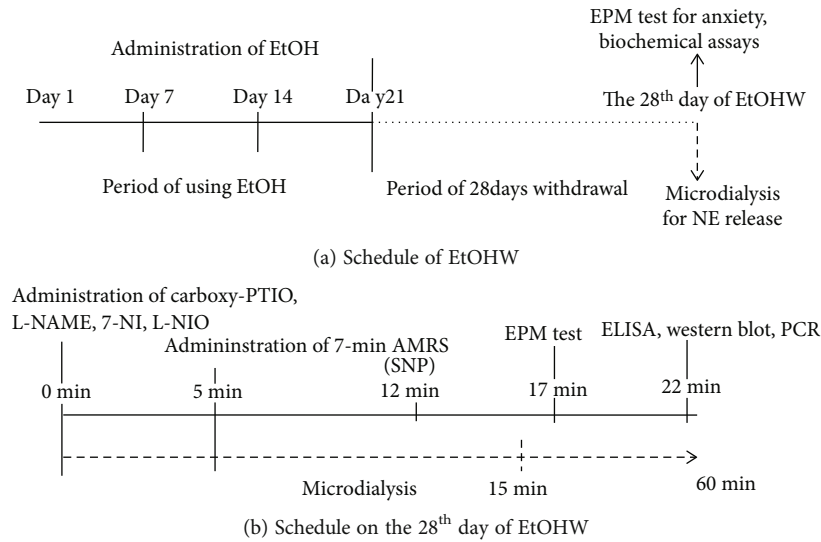 EPM test for anxiety,
biochemical assays
Administration of EtOH
Day 1 Day 7 Day 14 Da y21 The 28th day of EtOHW
Period of using EtOH Period of 28days withdrawal
Microdialysis
for NE release
(a) Schedule of EtOHW
Administration of carboxy-PTIO,
L-NAME, 7-NI, L-NIO
Admininstration of 7-min AMRS
(SNP)
EPM test
ELISA, western blot, PCR
0 min 5 min 12 min 17 min 22 min
Microdialysis 15 min 60 min
(b) Schedule on the 28th day of EtOHW